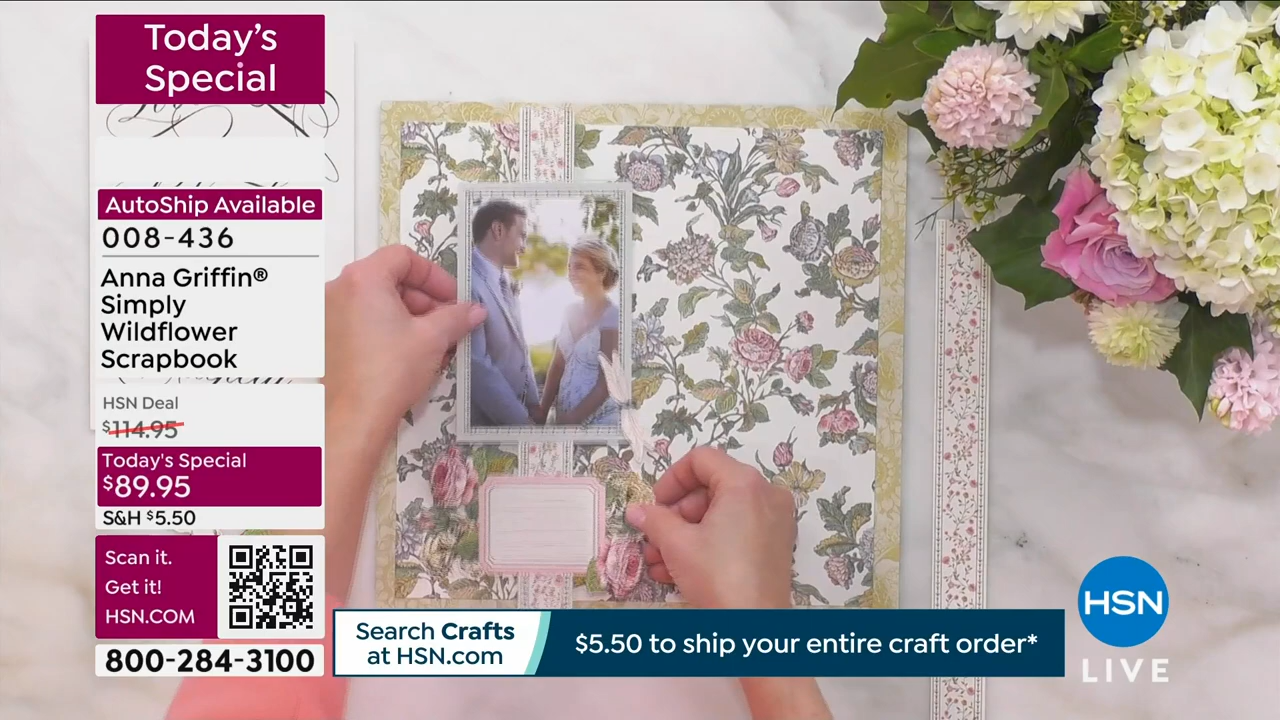 Today's
Special
AutoShip Available
008-436
Anna Griffin®
Simply
Wildflower
Scrapbook
HSN Deal
$114.95
Today's Special
$89.95
S&H $5.50
Scan it.
Get it!
HSN.COM
800-284-3100
Search Crafts
at HSN.com
$5.50 to ship your entire craft order*
HSN
LIVE